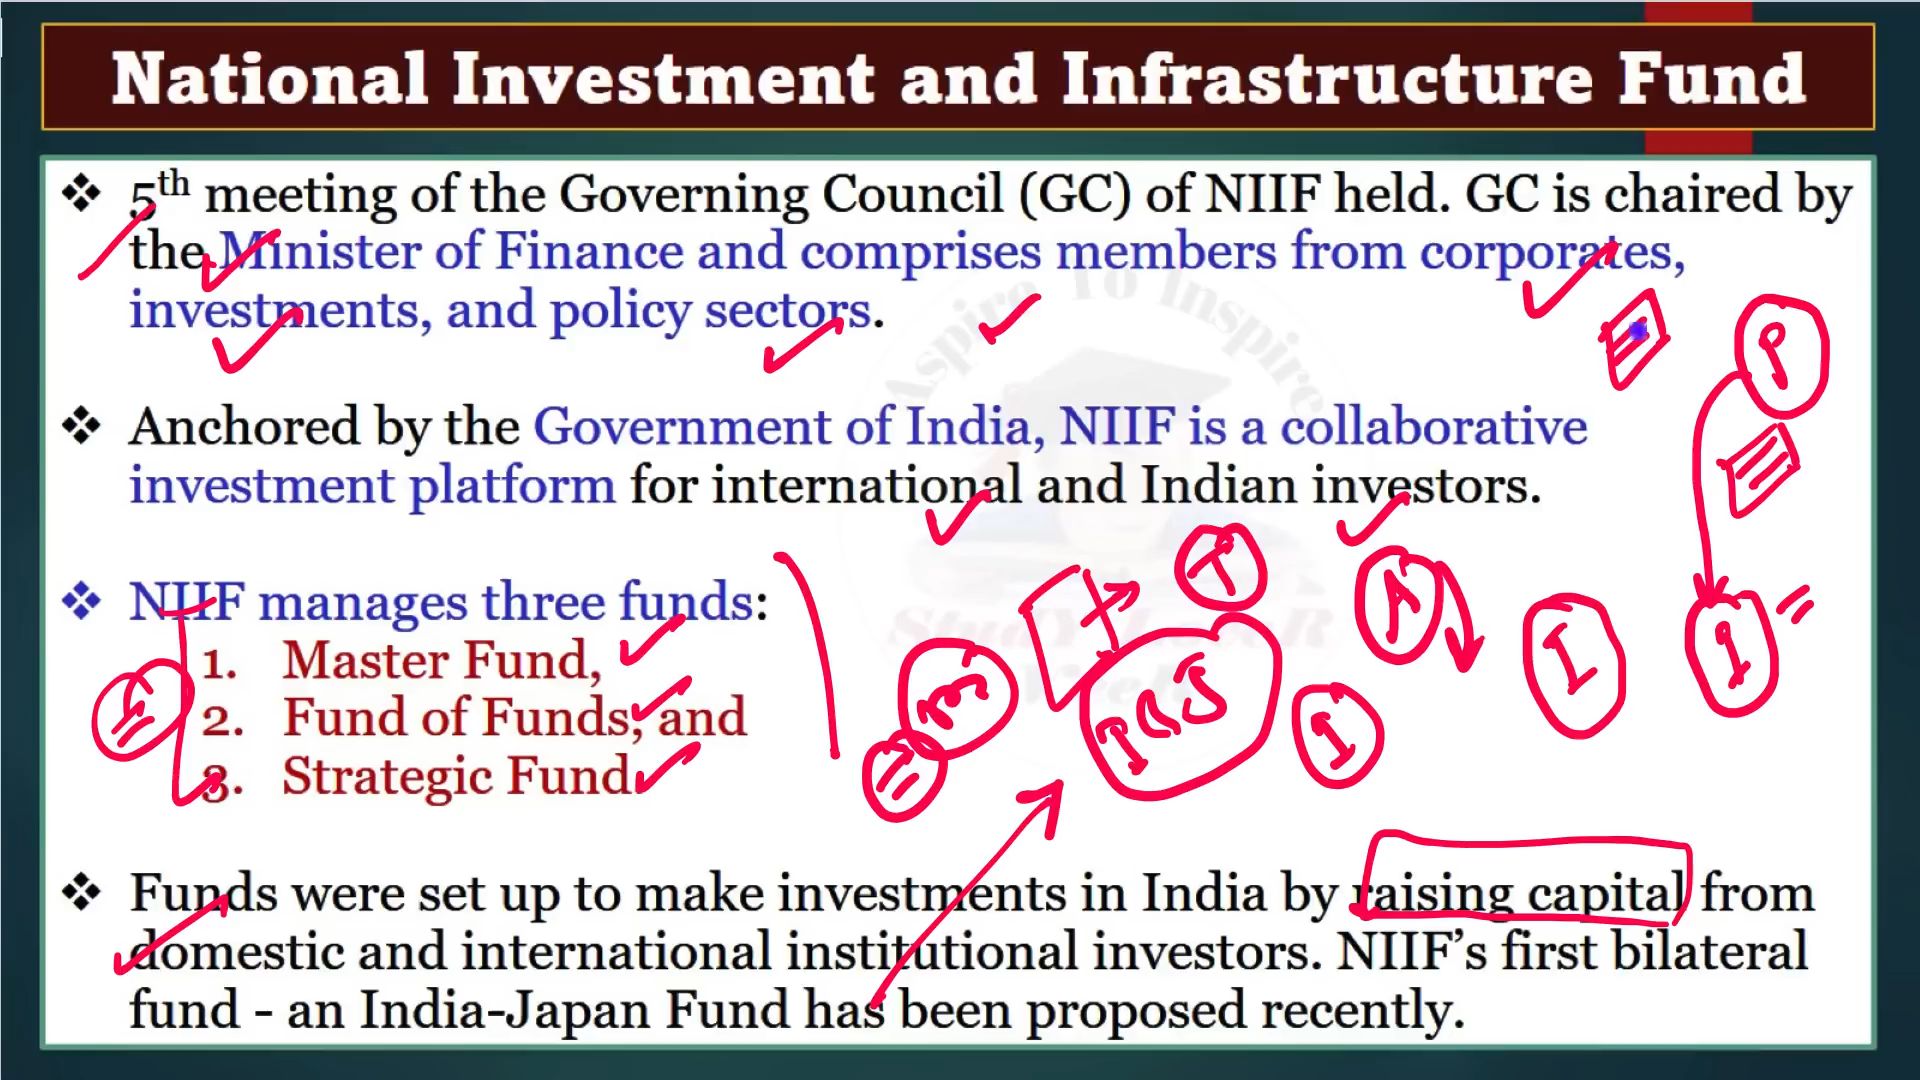 National Investment and Infrastructure Fund
❖ 5th meeting of the Governing Council (GC) of NIIF held. GC is chaired by
the Minister of Finance and comprises members from corporates,
investments, and policy sectors.
Aspire To Inspire
❖ Anchored by the Government of India, NIIF is a collaborative
investment platform for international and Indian investors.
❖ NIIF manages three funds:
1. Master Fund,
2. Fund of Funds, and
3. Strategic Fund.
P
T
A
I
I
m
I
❖ Funds were set up to make investments in India by raising capital from
domestic and international institutional investors. NIIF’s first bilateral
fund - an India-Japan Fund has been proposed recently.